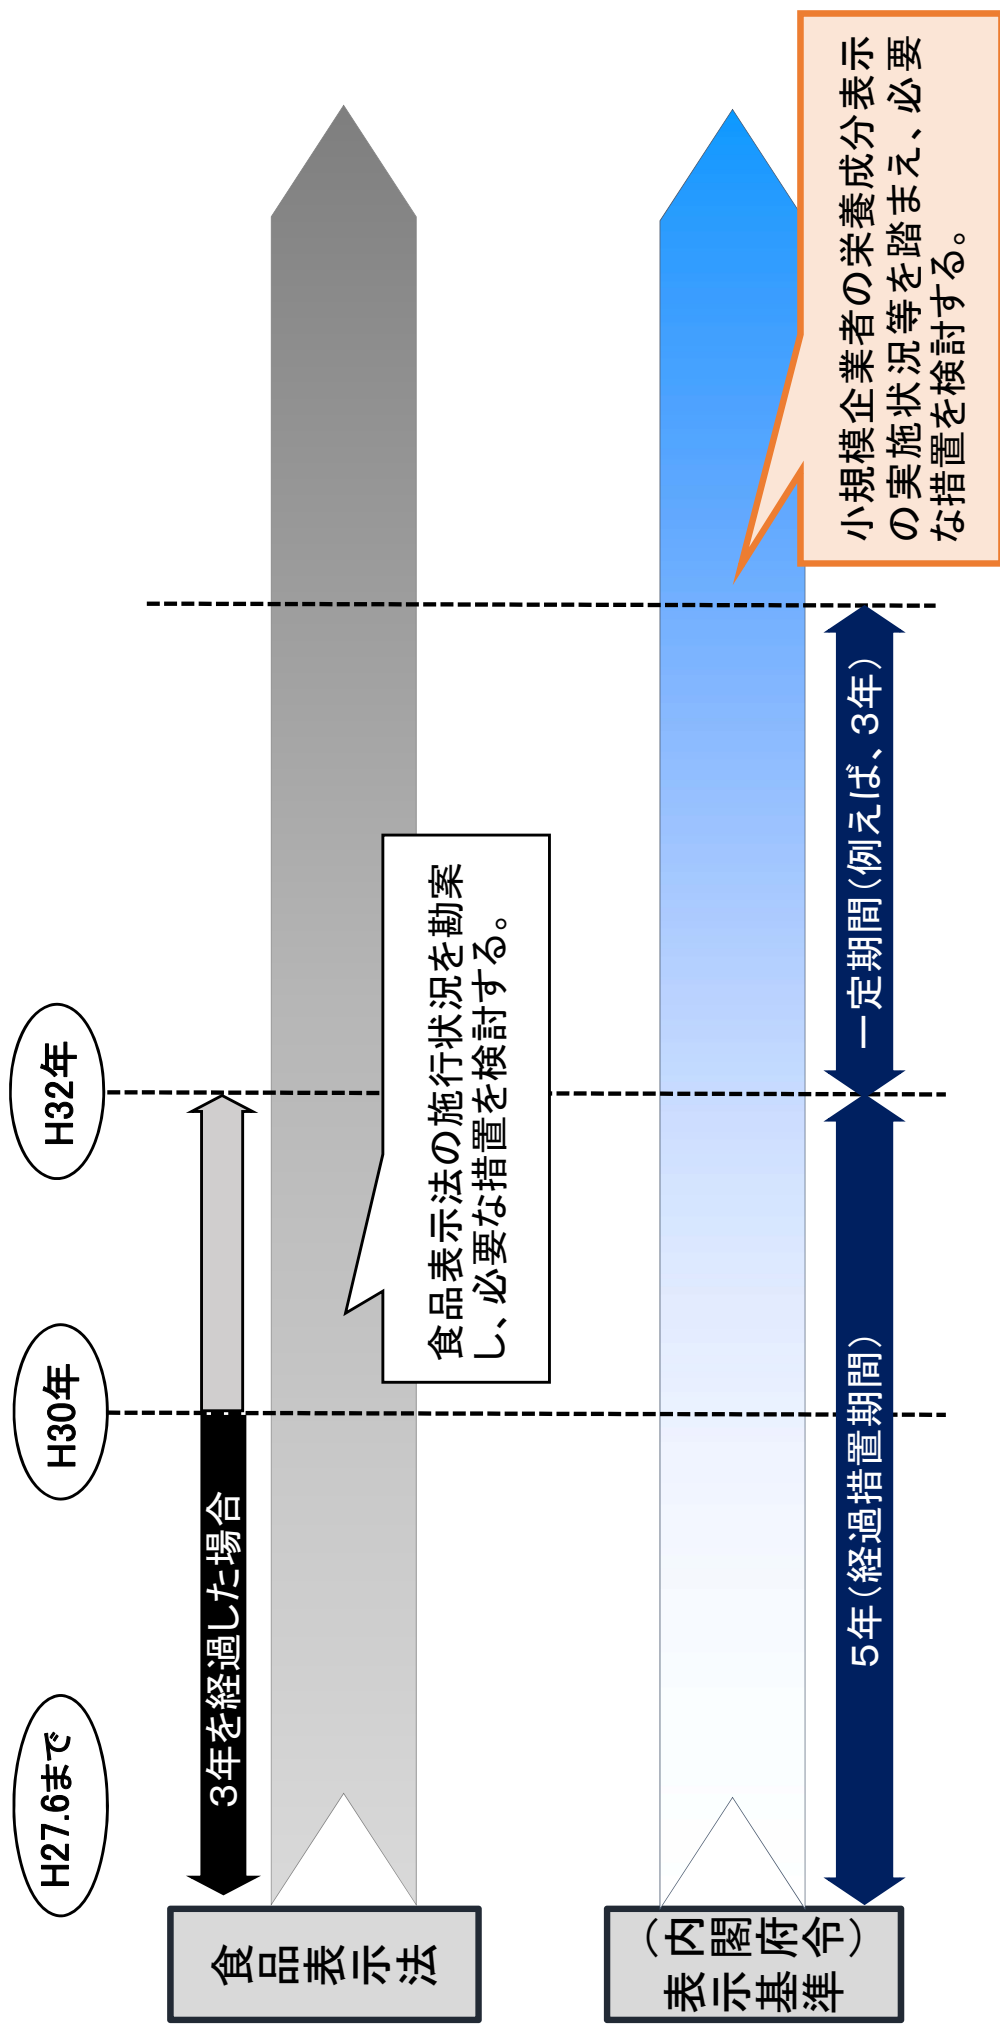 H27.6まで
H30年
H32年
3年を経過した場合
食品表示法
食品表示法の施行状況を勘案
し、必要な措置を検討する。
(内閣府令)
表示基準
小規模企業者の栄養成分表示
の実施状況等を踏まえ、必要
な措置を検討する。
5年(経過措置期間)
一定期間(例えば、3年)